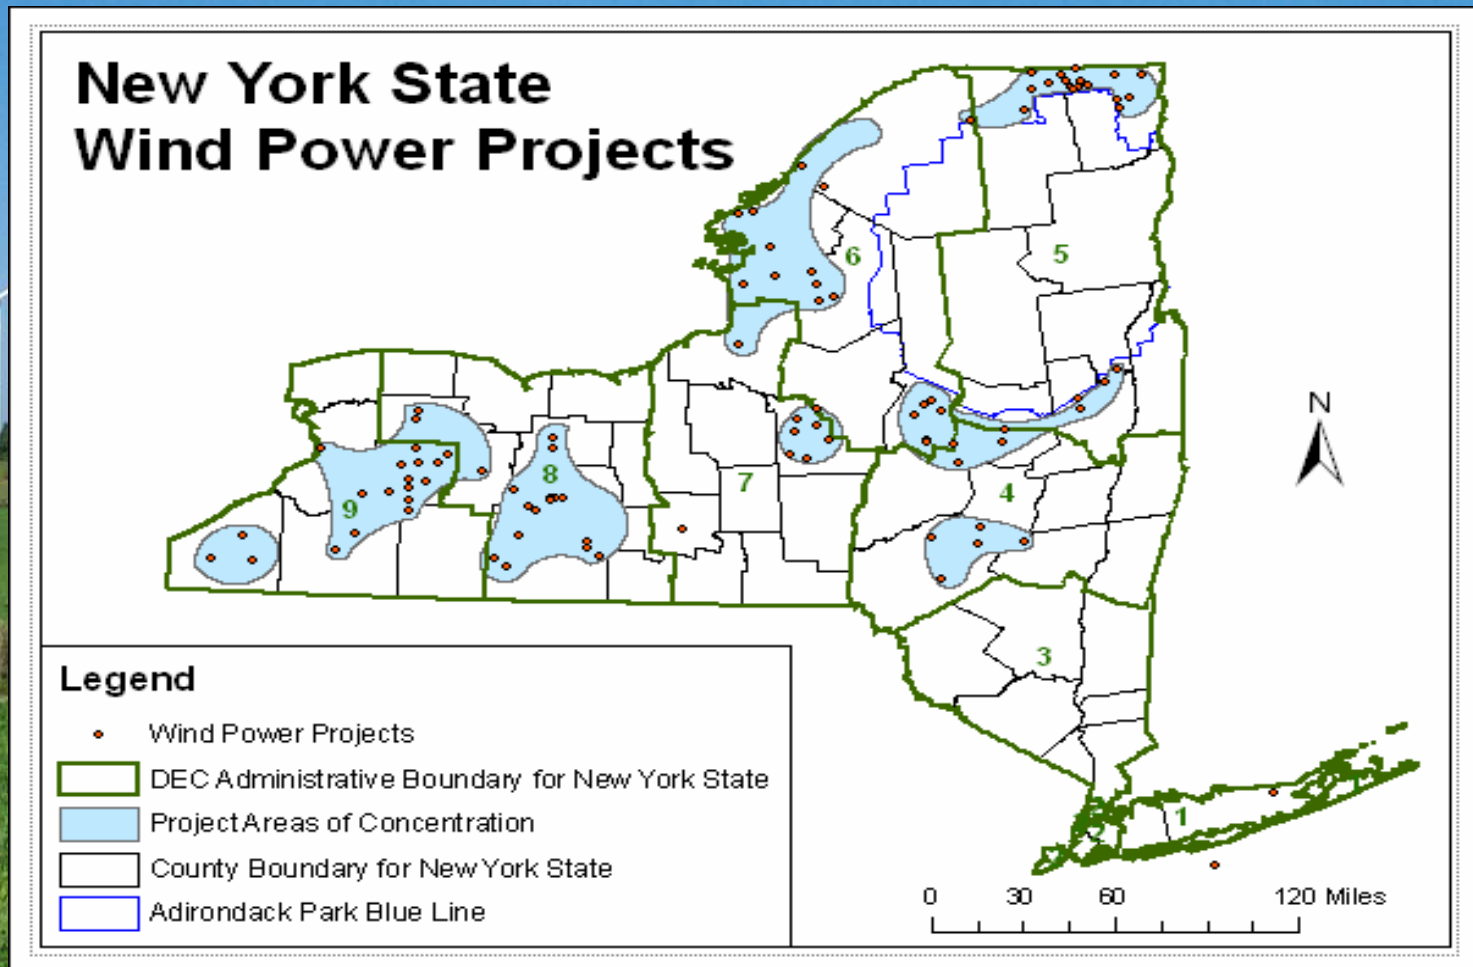 New York State
Wind Power Projects
N
6
5
8
7
4
9
3
1
2
Legend
Wind Power Projects
DEC Administrative Boundary for New York State
Project Areas of Concentration
County Boundary for New York State
Adirondack Park Blue Line
0 30 60 120 Miles